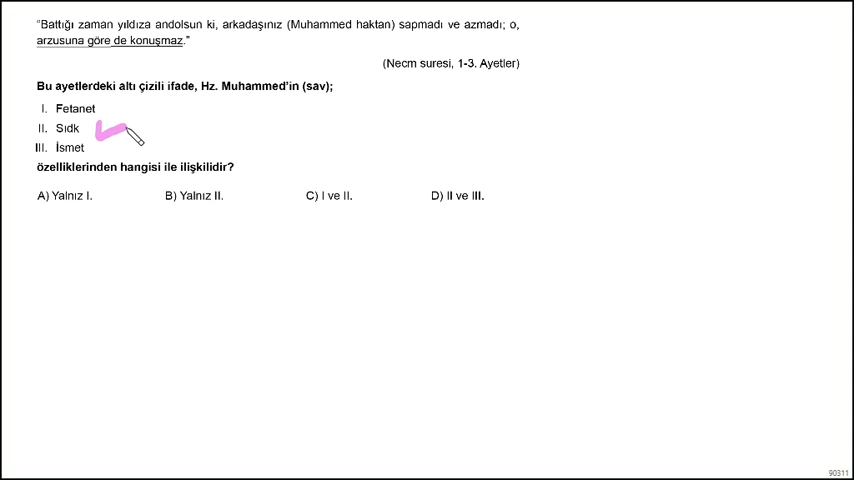 “Battığı zaman yıldıza andolsun ki, arkadaşınız (Muhammed haktan) sapmadı ve azmadı; o,
arzusuna göre de konuşmaz.”
(Necm suresi, 1-3. Ayetler)
Bu ayetlerdeki altı çizili ifade, Hz. Muhammed’in (sav);
I. Fetanet
II. Sıdk
III. İsmet
özelliklerinden hangisi ile ilişkilidir?
A) Yalnız I. B) Yalnız II. C) I ve II. D) II ve III.
90311